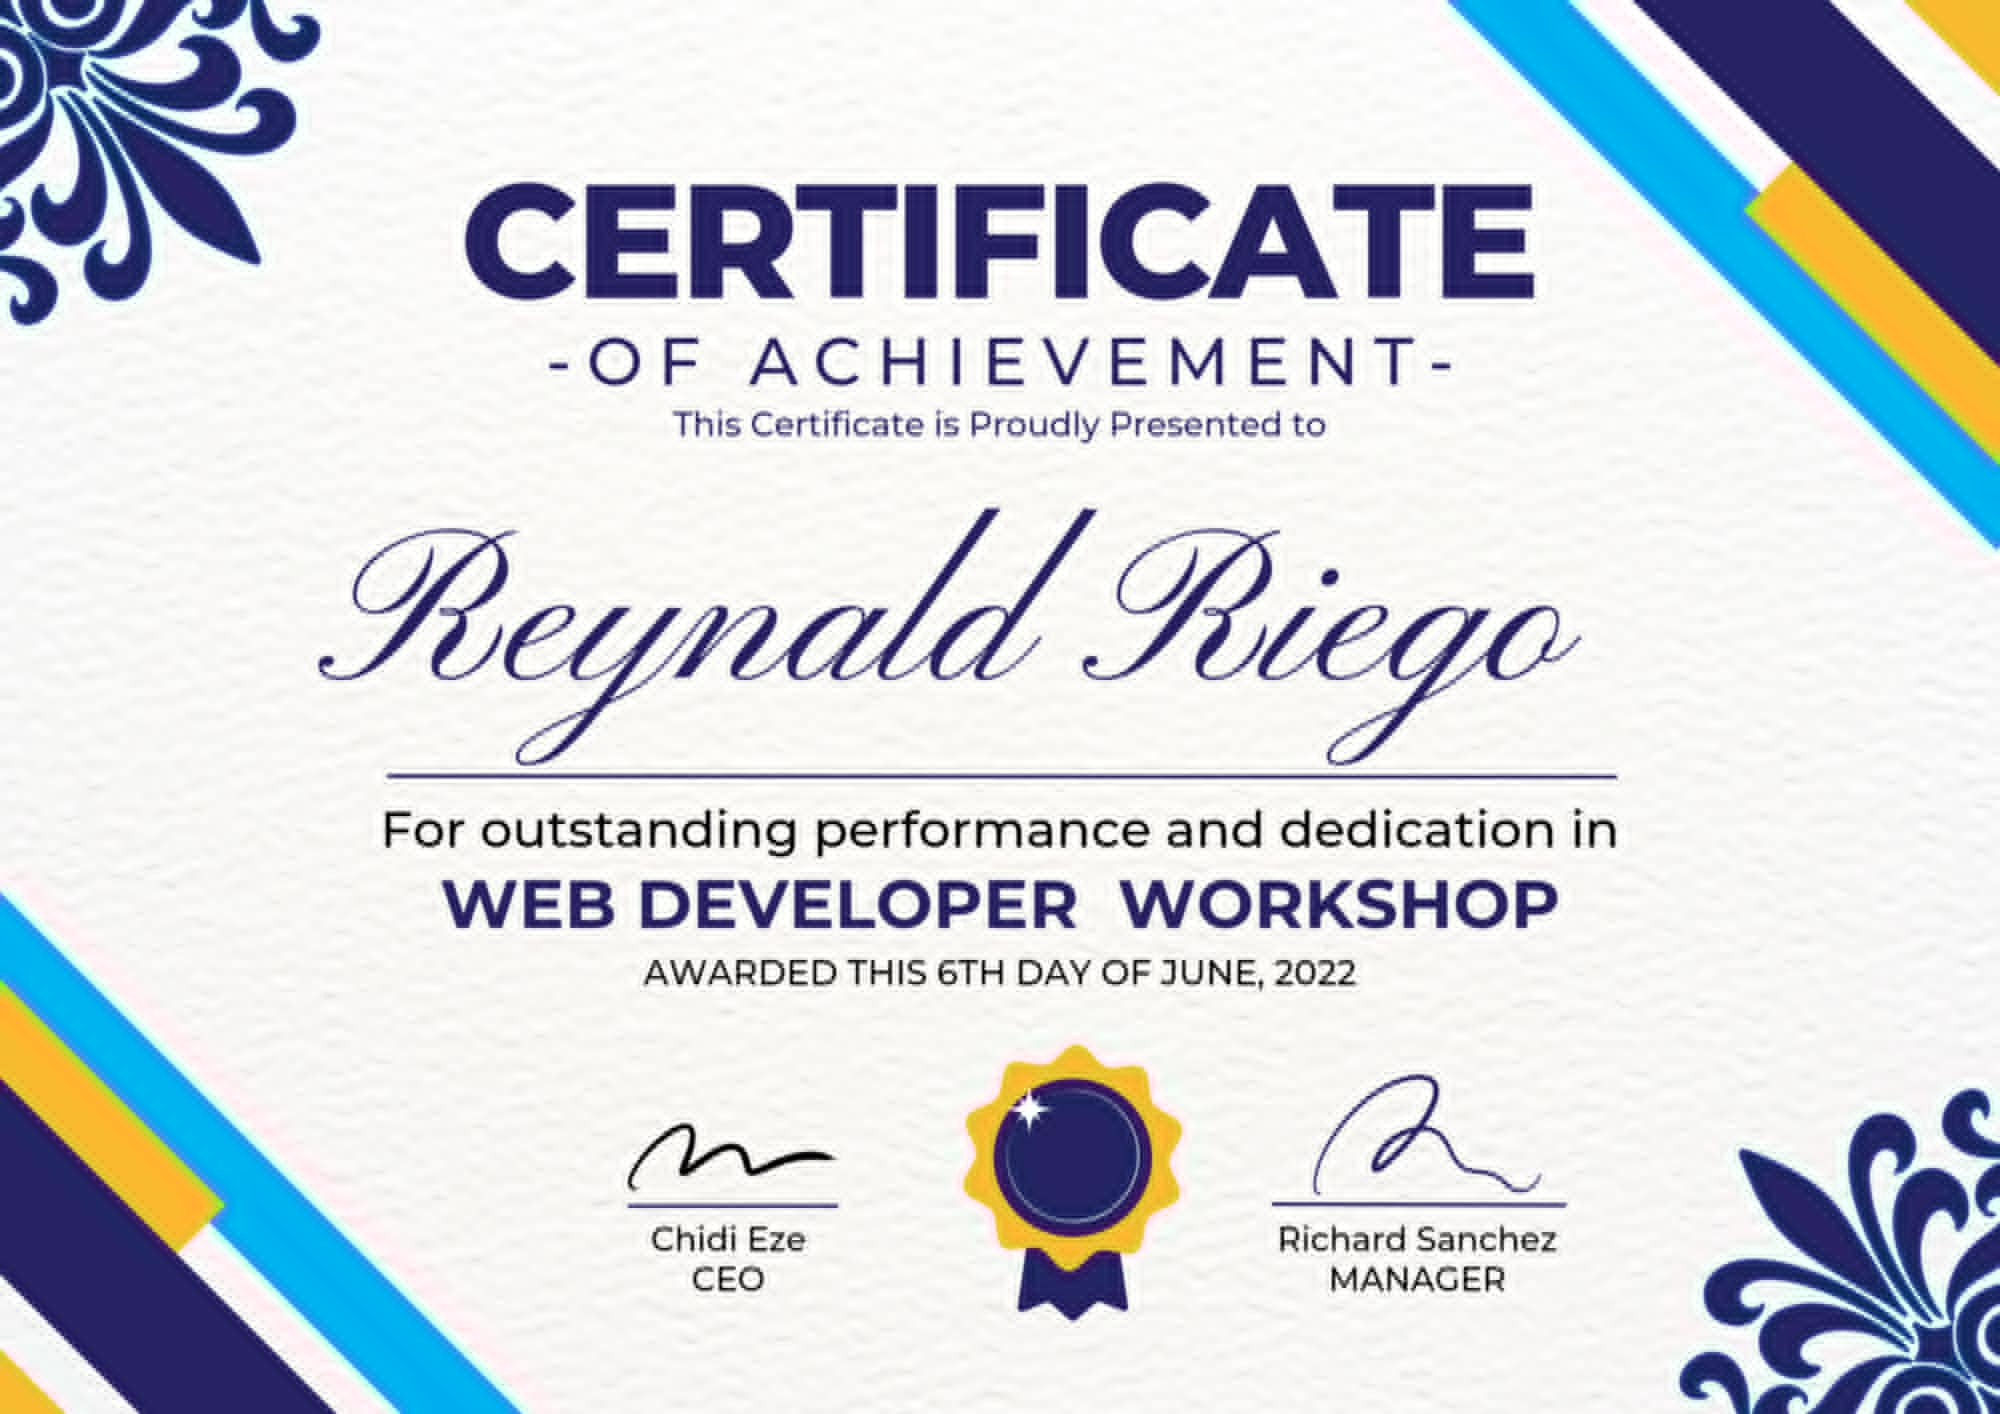 CERTIFICATE
-OF ACHIEVEMENT-
This Certificate is Proudly Presented to
Reynald Riego
For outstanding performance and dedication in
WEB DEVELOPER WORKSHOP
AWARDED THIS 6TH DAY OF JUNE, 2022
Chidi Eze
CEO
Richard Sanchez
MANAGER